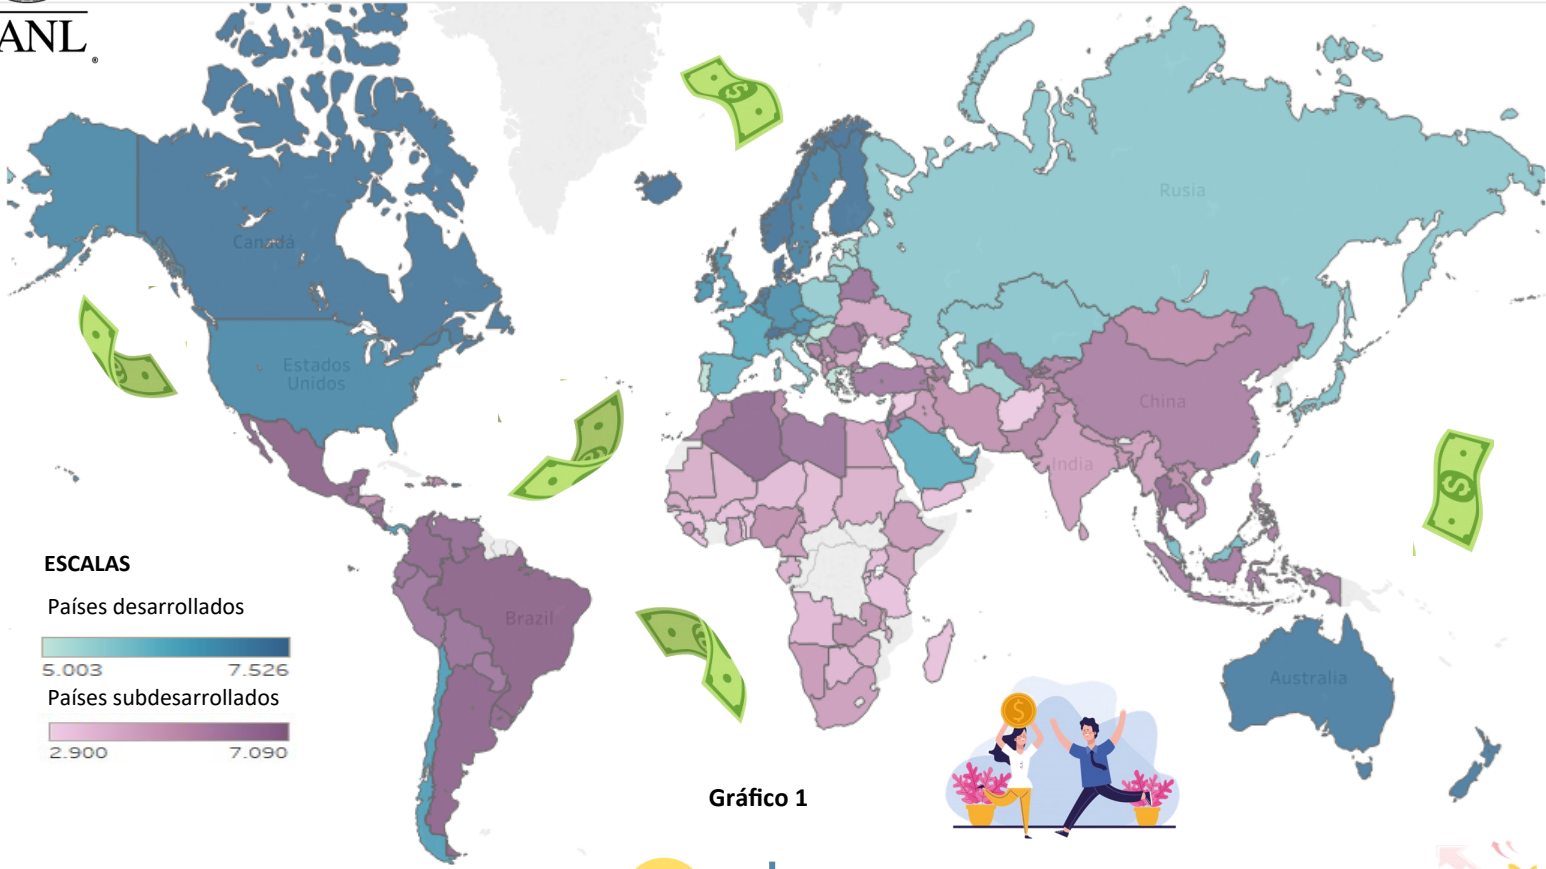 ANL
®
Rusia
Canadá
Estados
Unidos
China
India
ESCALAS
Países desarrollados
5.003 7.526
Países subdesarrollados
2.900 7.090
Brazil
Australia
Gráfico 1